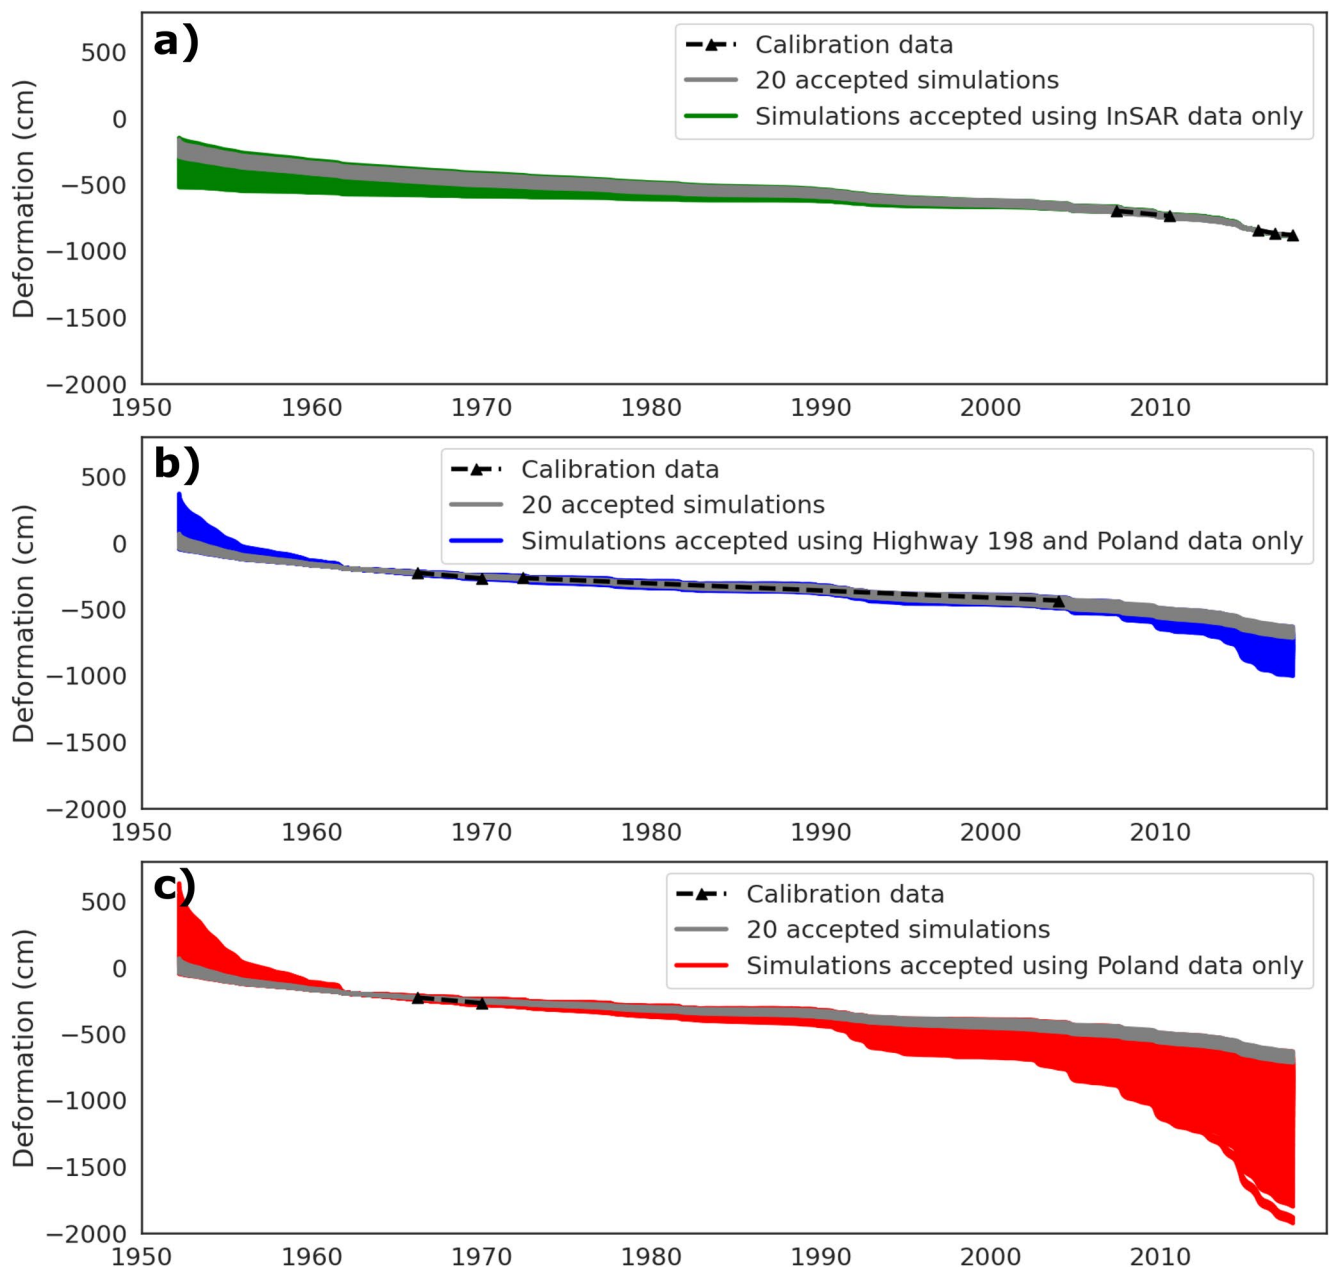 a)
Calibration data
20 accepted simulations
Simulations accepted using InSAR data only
Deformation (cm)
500
0
−500
−1000
−1500
−2000
1950 1960 1970 1980 1990 2000 2010
b)
Calibration data
20 accepted simulations
Simulations accepted using Highway 198 and Poland data only
Deformation (cm)
500
0
−500
−1000
−1500
−2000
1950 1960 1970 1980 1990 2000 2010
c)
Calibration data
20 accepted simulations
Simulations accepted using Poland data only
Deformation (cm)
500
0
−500
−1000
−1500
−2000
1950 1960 1970 1980 1990 2000 2010